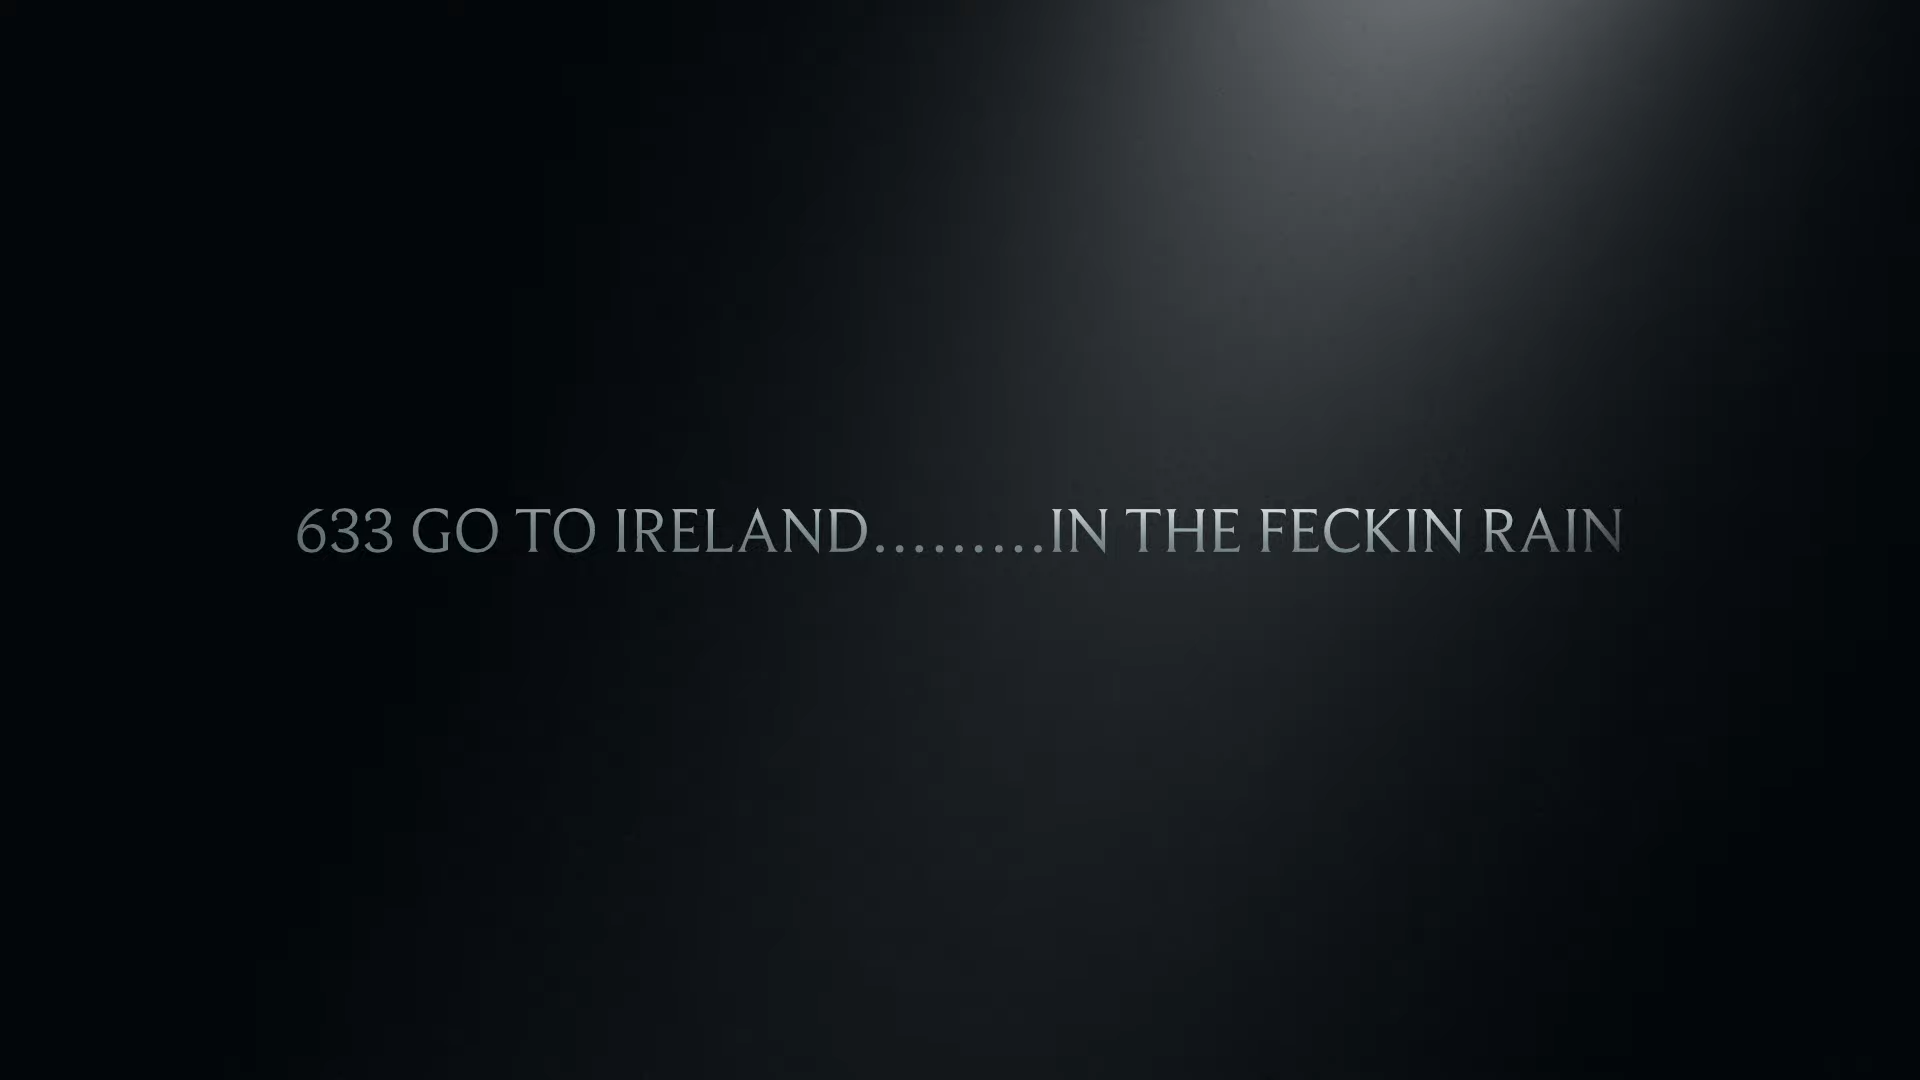 633 GO TO IRELAND.........IN THE FECKIN RAIN